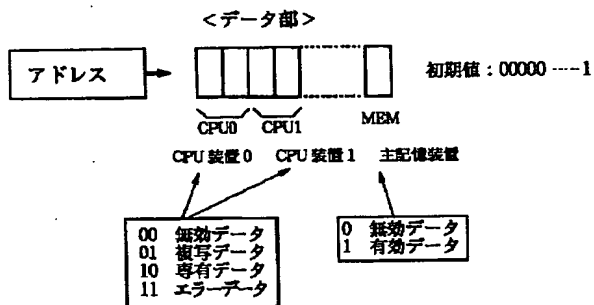 ＜データ部＞
アドレス
初期値：00000 ----1
CPU0 CPU1 MEM
CPU 装置 0 CPU 装置 1 主記憶装置
00 無効データ
01 複写データ
10 専有データ
11 エラーデータ
0 無効データ
1 有効データ